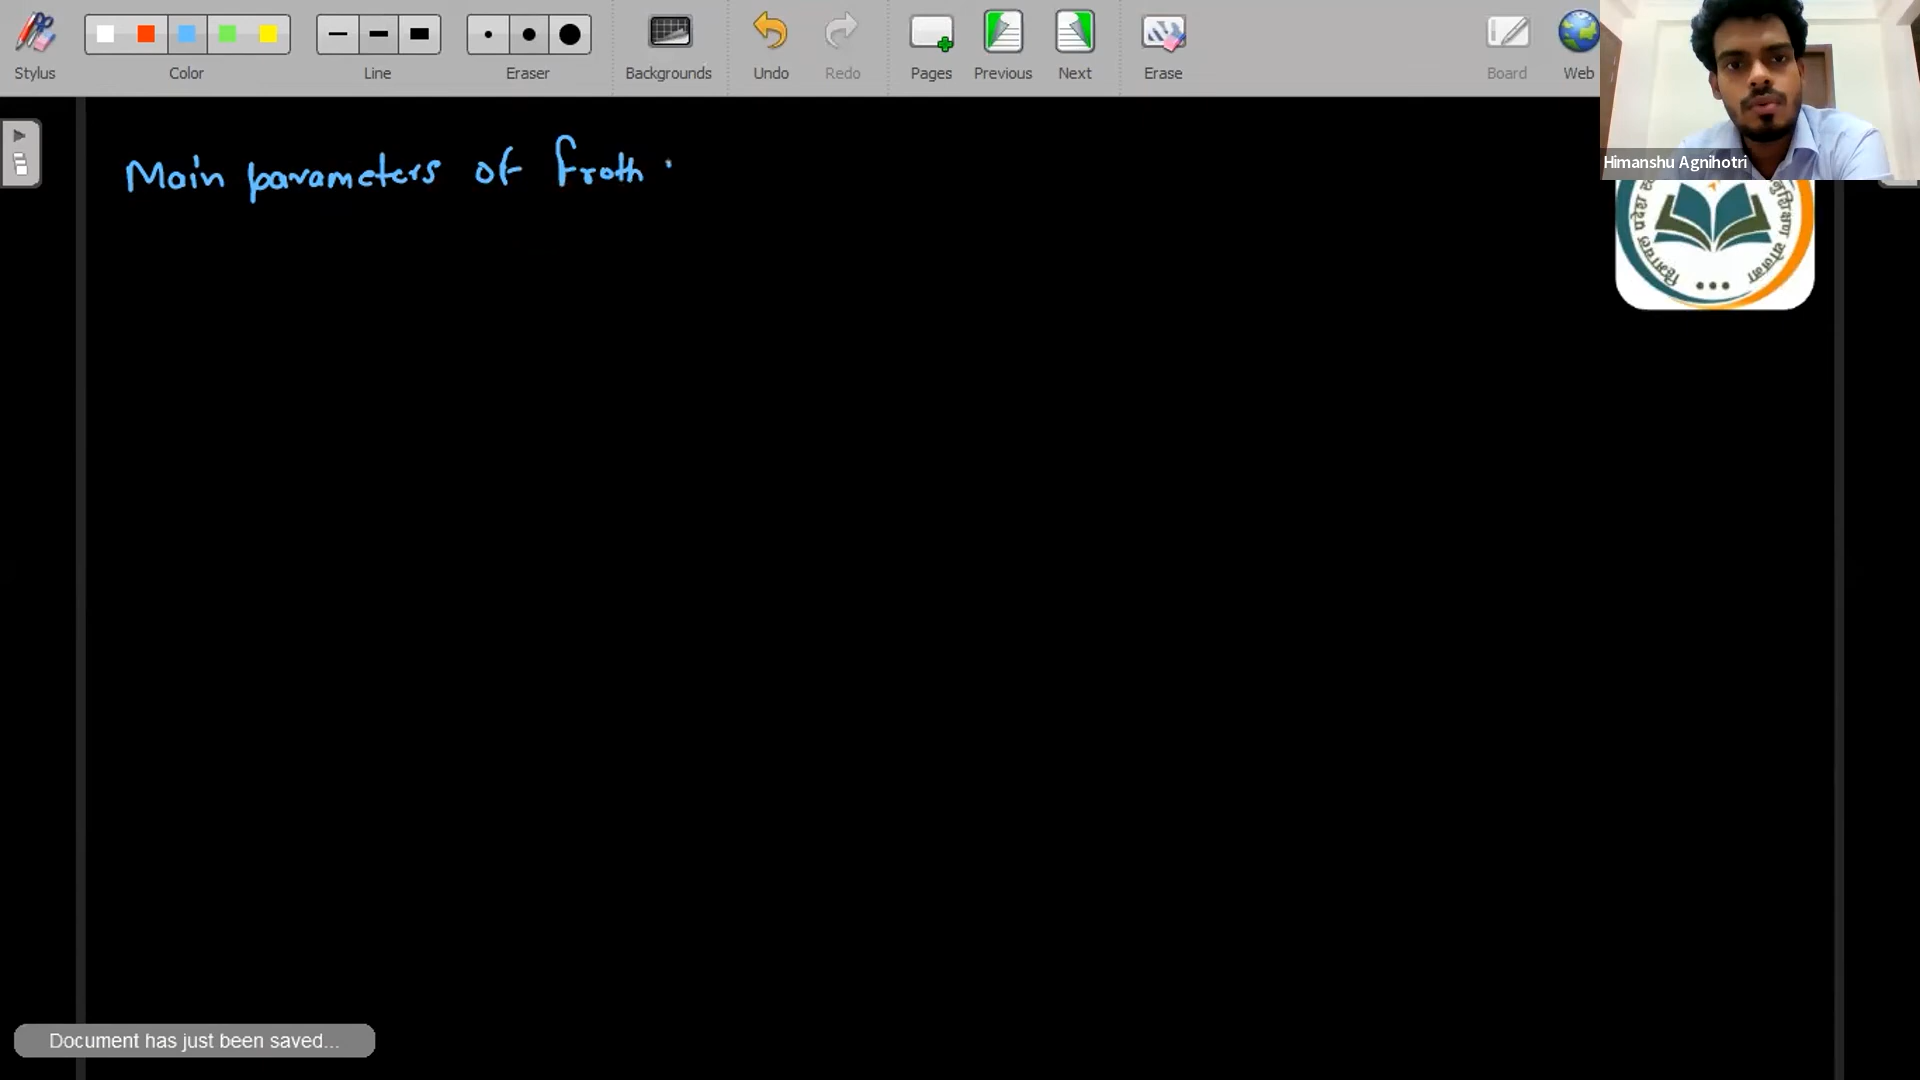 Stylus
Color
Line
Eraser
Backgrounds
Undo
Redo
Pages
Previous
Next
Erase
Board
Web
Himanshu Agnihotri
Main parameters of froth
Document has just been saved...